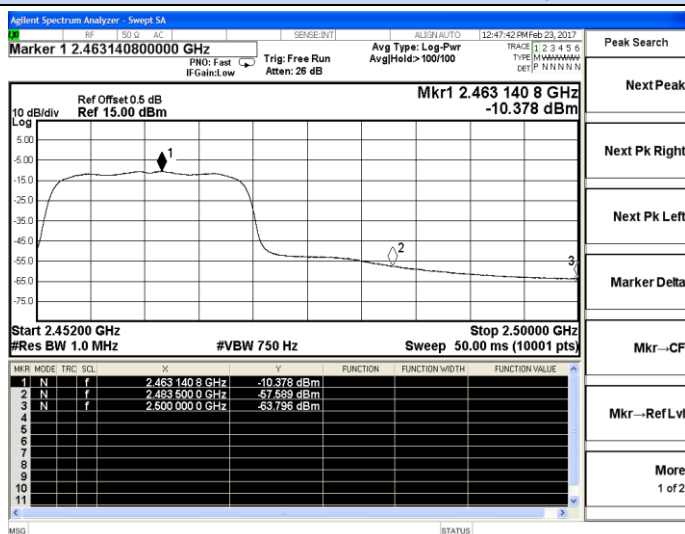 Agilent Spectrum Analyzer - Swept SA
LXI RF 50 Ω AC SENSE:INT ALIGN AUTO 12:47:42 PM Feb 23, 2017
Marker 1 2.463140800000 GHz
PNO: Fast
IFGain:Low
Trig: Free Run
Atten: 26 dB
Avg Type: Log-Pwr
Avg|Hold:> 100/100
TRACE 1 2 3 4 5 6
TYPE M WWWWW
DET P N N N N N
Peak Search
Next Peak
Next Pk Right
Next Pk Left
Marker Delta
Mkr→CF
Mkr→Ref Lvl
More
1 of 2
Ref Offset 0.5 dB
10 dB/div Ref 15.00 dBm
Log
Mkr1 2.463 140 8 GHz
-10.378 dBm
5.00
-5.00
-15.0
-25.0
-35.0
-45.0
-55.0
-65.0
-75.0
1
2
3
Start 2.45200 GHz Stop 2.50000 GHz
#Res BW 1.0 MHz #VBW 750 Hz Sweep 50.00 ms (10001 pts)
MKR MODE TRC SCL X Y FUNCTION FUNCTION WIDTH FUNCTION VALUE
1 N f 2.463 140 8 GHz -10.378 dBm
2 N f 2.483 500 0 GHz -57.589 dBm
3 N f 2.500 000 0 GHz -63.796 dBm
4
5
6
7
8
9
10
11
MSG STATUS